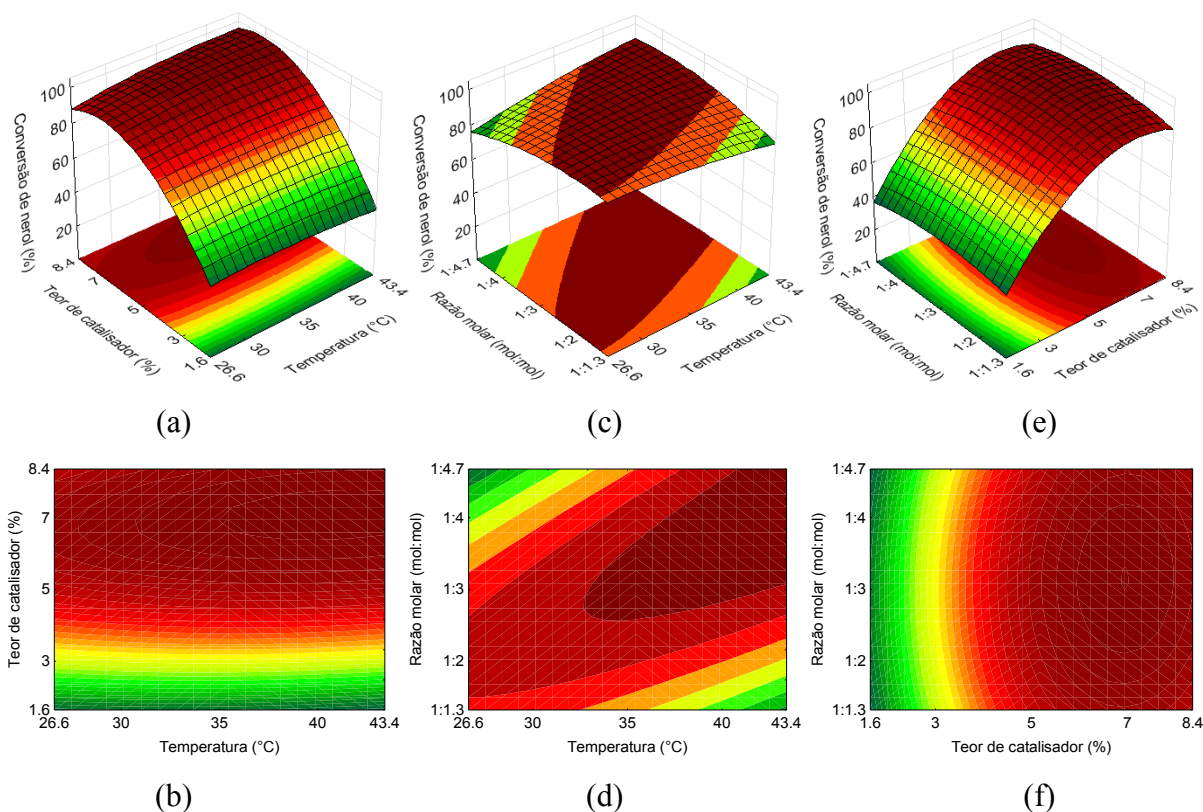 100
80
60
40
20
Conversão de nerol (%)
8.4
7
5
3
1.6
Teor de catalisador (%)
26.6
30
35
40
43.4
Temperatura (°C)
(a)
100
80
60
40
20
Conversão de nerol (%)
1:4.7
1:4
1:3
1:2
1:1.3
Razão molar (mol:mol)
26.6
30
35
40
43.4
Temperatura (°C)
(c)
100
80
60
40
20
Conversão de nerol (%)
1:4.7
1:4
1:3
1:2
1:1.3
Razão molar (mol:mol)
1.6
3
5
7
8.4
Teor de catalisador (%)
(e)
8.4
7
5
3
1.6
Teor de catalisador (%)
26.6 30 35 40 43.4
Temperatura (°C)
(b)
1:4.7
1:4
1:3
1:2
1:1.3
Razão molar (mol:mol)
26.6 30 35 40 43.4
Temperatura (°C)
(d)
1:4.7
1:4
1:3
1:2
1:1.3
Razão molar (mol:mol)
1.6 3 5 7 8.4
Teor de catalisador (%)
(f)